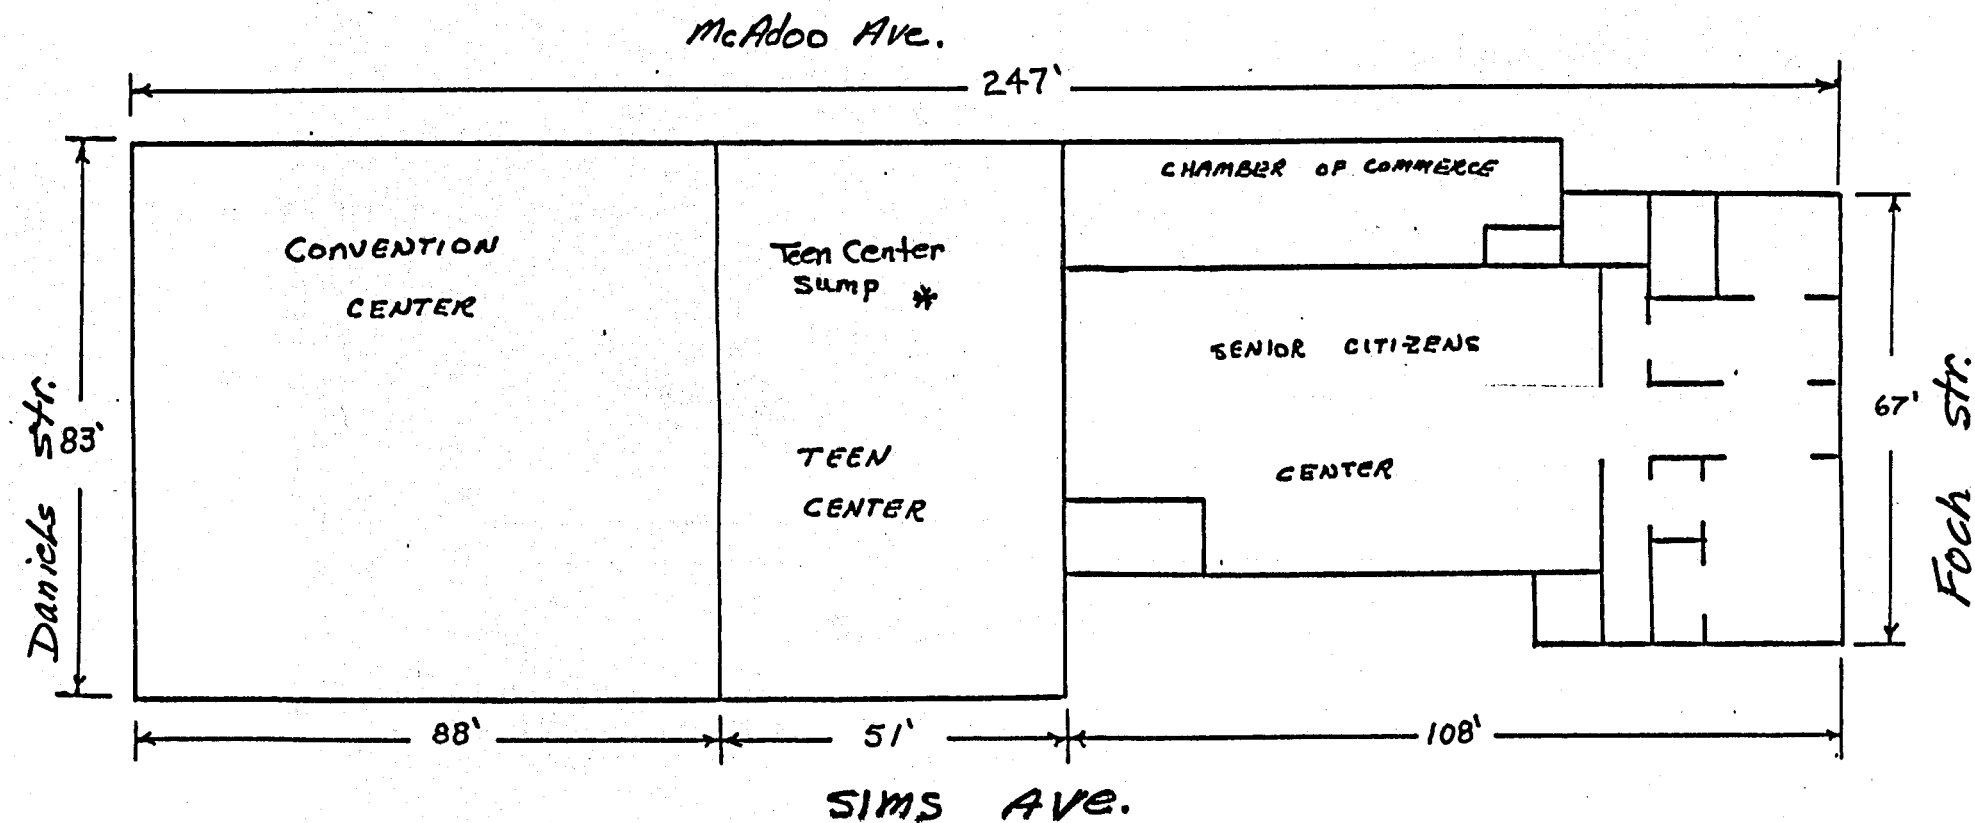 McAdoo Ave.
247'
CHAMBER OF COMMERCE
CONVENTION
CENTER
Teen Center
Sump *
SENIOR CITIZENS
CENTER
TEEN
CENTER
Daniels Str.
83'
67'
Foch Str.
88'
51'
108'
SIMS AVE.